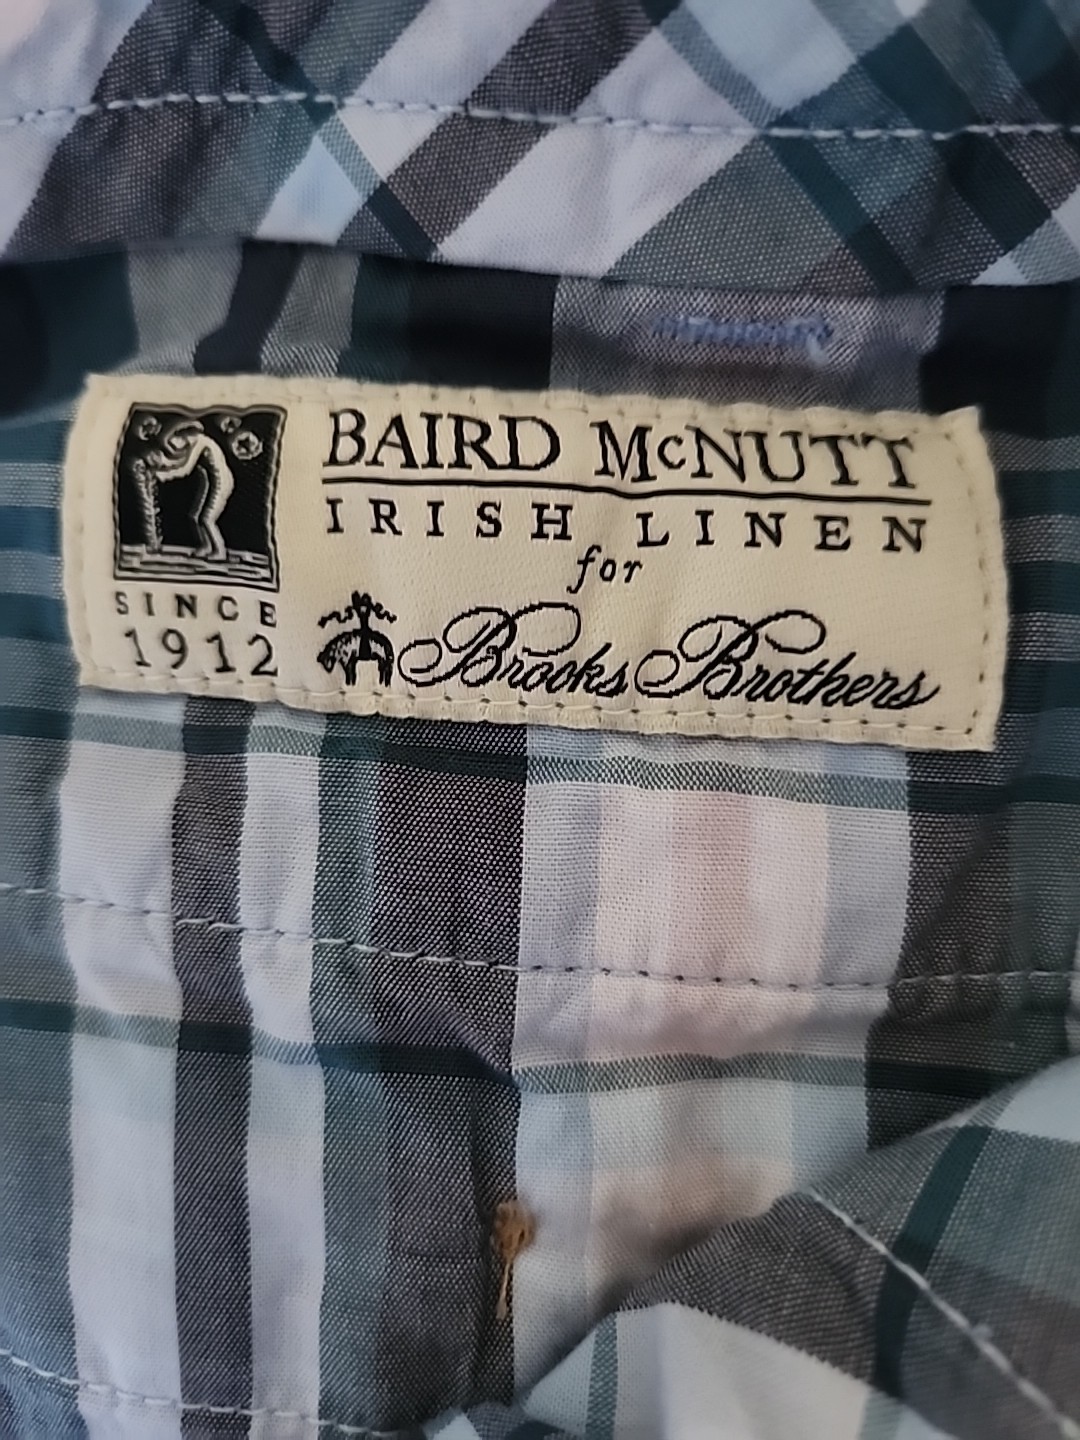 BAIRD McNUTT
IRISH LINEN
for
Brooks Brothers
SINCE
1912